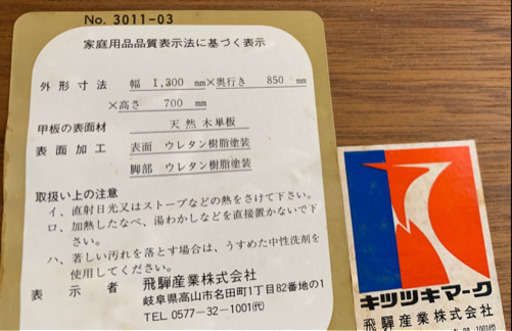 No. 3011-03
家庭用品品質表示法に基づく表示
外形寸法 幅 1,300 mm×奥行き 850 mm
×高さ 700 mm
甲板の表面材 天然木単板
表面加工 表面 ウレタン樹脂塗装
脚部 ウレタン樹脂塗装
取扱い上の注意
イ、直射日光又はストーブなどの熱をさけて下さい。
ロ、加熱したなべ、湯わかしなどを直接置かないで下
さい。
ハ、著しい汚れを落とす場合は、うすめた中性洗剤を
使用してください。
表示者 飛騨産業株式会社
岐阜県高山市名田町1丁目82番地の1
TEL 0577-32-1001㈹
キツツキマーク
飛騨産業株式会社